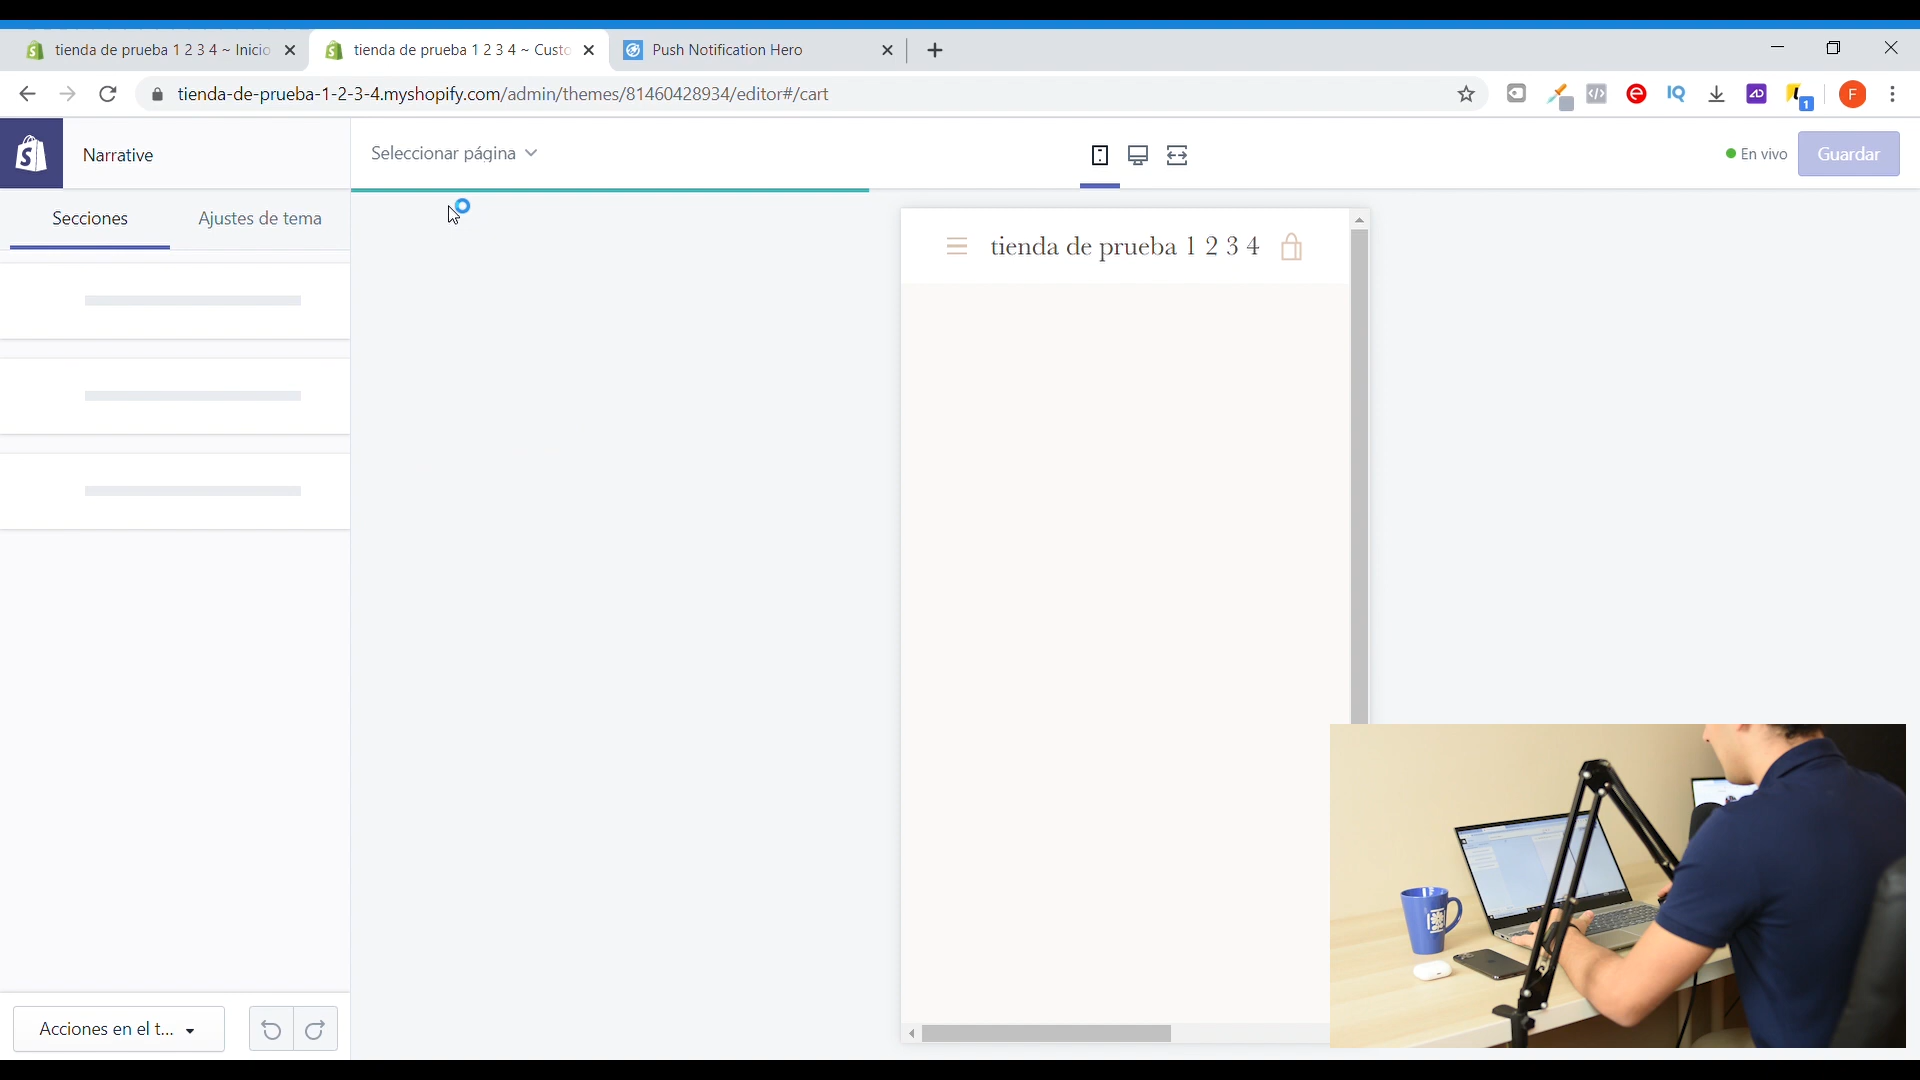 tienda de prueba 1 2 3 4 ~ Inicio
tienda de prueba 1 2 3 4 ~ Custo
Push Notification Hero
tienda-de-prueba-1-2-3-4.myshopify.com/admin/themes/81460428934/editor#/cart
F
1
Narrative
Seleccionar página
En vivo
Guardar
Secciones
Ajustes de tema
tienda de prueba 1 2 3 4
Acciones en el t...